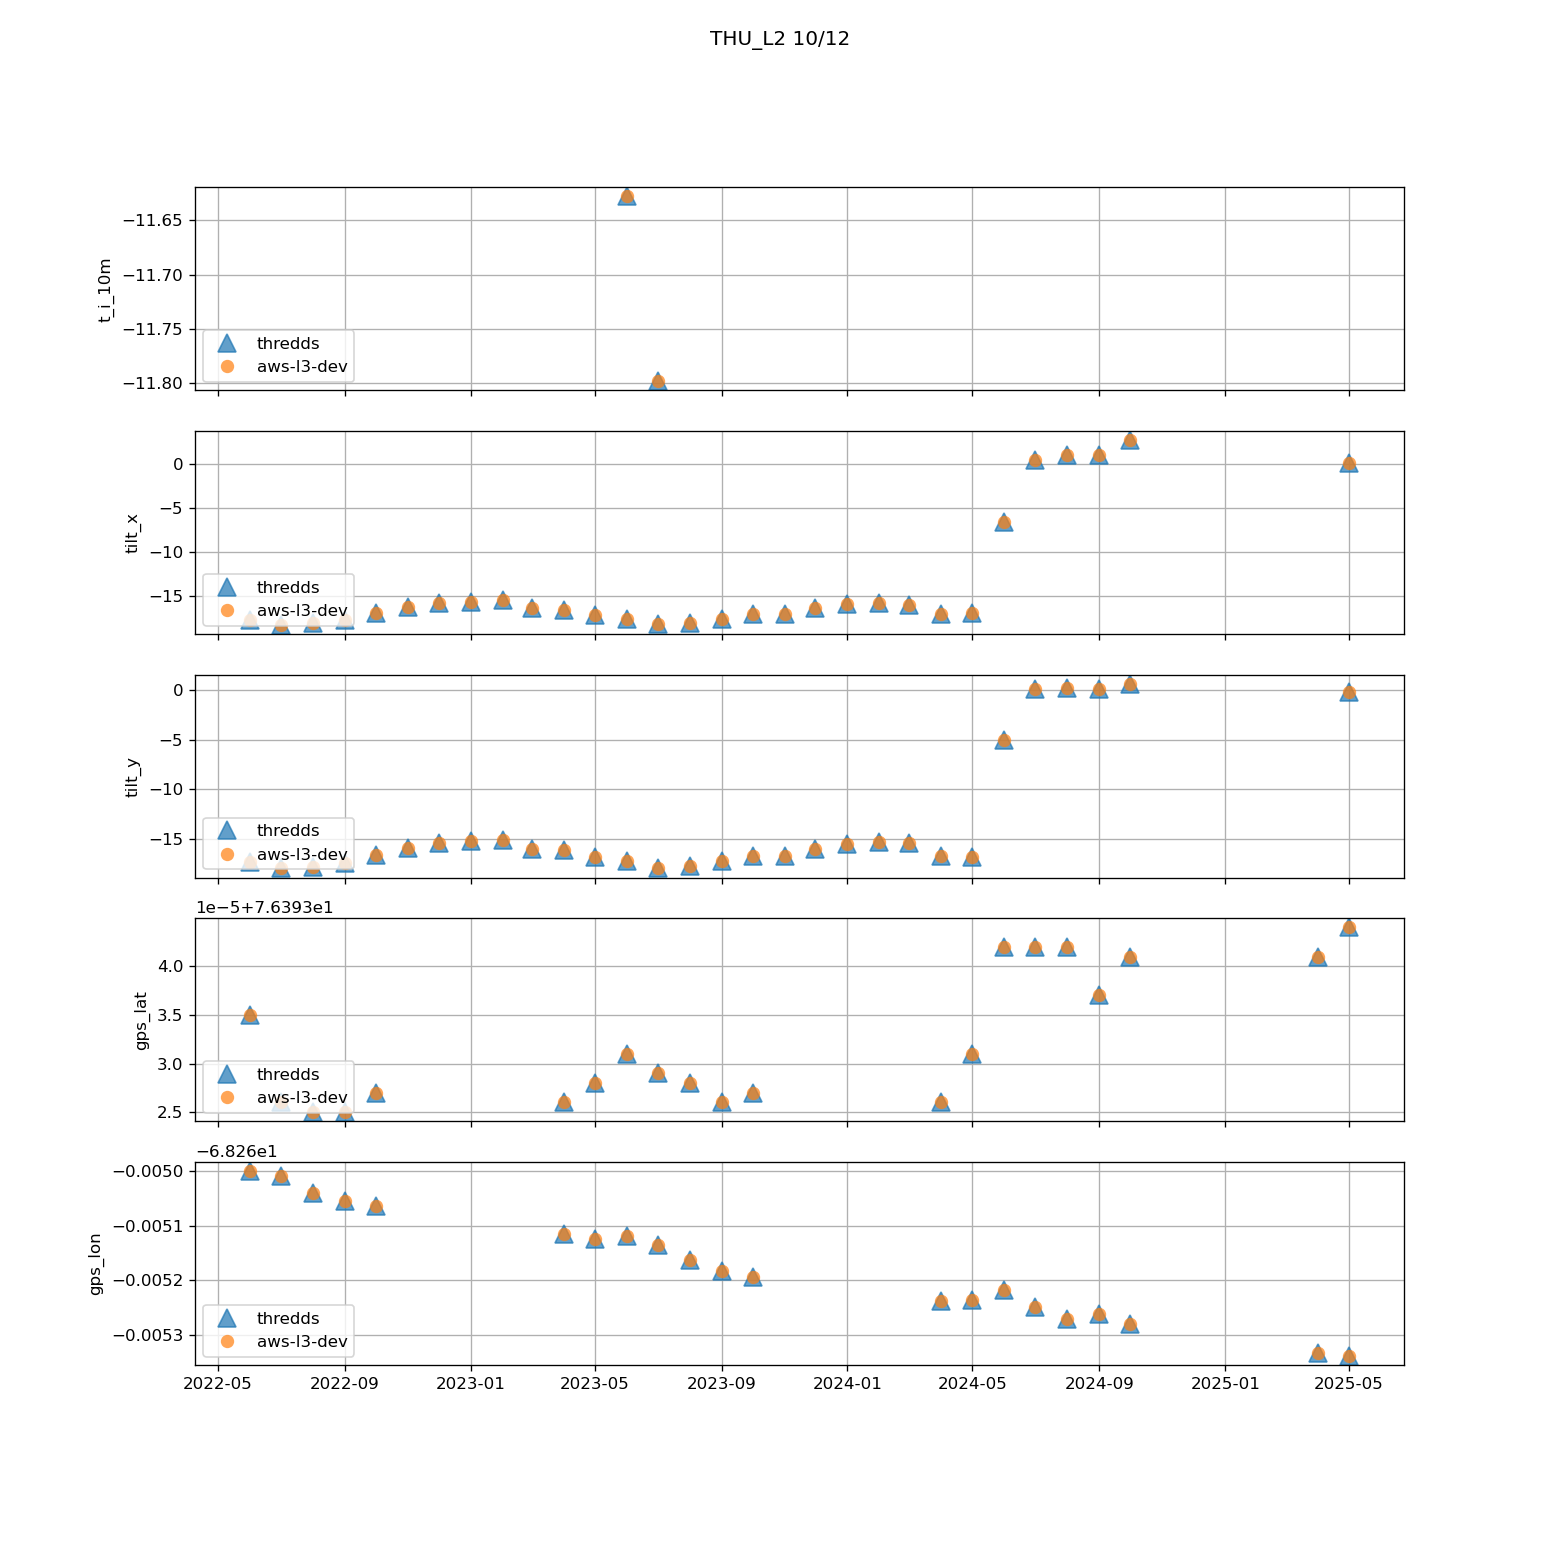 THU_L2 10/12
−11.65
−11.70
−11.75
−11.80
t_i_10m
thredds
aws-l3-dev
0
−5
−10
−15
tilt_x
thredds
aws-l3-dev
0
−5
−10
−15
tilt_y
thredds
aws-l3-dev
1e−5+7.6393e1
4.0
3.5
3.0
2.5
gps_lat
thredds
aws-l3-dev
−6.826e1
−0.0050
−0.0051
−0.0052
−0.0053
gps_lon
thredds
aws-l3-dev
2022-05 2022-09 2023-01 2023-05 2023-09 2024-01 2024-05 2024-09 2025-01 2025-05